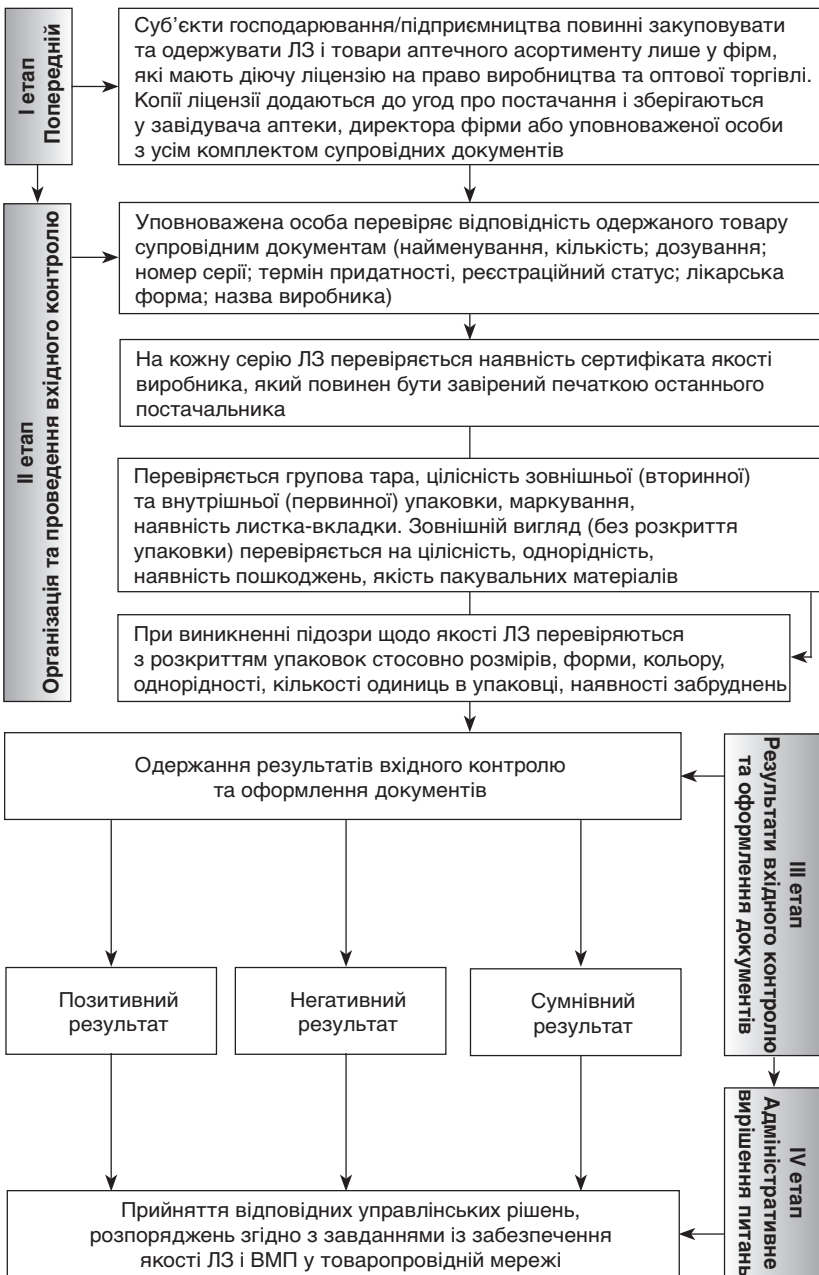 І етап
Попередній
Суб’єкти господарювання/підприємництва повинні закуповувати
та одержувати ЛЗ і товари аптечного асортименту лише у фірм,
які мають діючу ліцензію на право виробництва та оптової торгівлі.
Копії ліцензії додаються до угод про постачання і зберігаються
у завідувача аптеки, директора фірми або уповноваженої особи
з усім комплектом супровідних документів
ІІ етап
Організація та проведення вхідного контролю
Уповноважена особа перевіряє відповідність одержаного товару
супровідним документам (найменування, кількість; дозування;
номер серії; термін придатності, реєстраційний статус; лікарська
форма; назва виробника)
На кожну серію ЛЗ перевіряється наявність сертифіката якості
виробника, який повинен бути завірений печаткою останнього
постачальника
Перевіряється групова тара, цілісність зовнішньої (вторинної)
та внутрішньої (первинної) упаковки, маркування,
наявність листка-вкладки. Зовнішній вигляд (без розкриття
упаковки) перевіряється на цілісність, однорідність,
наявність пошкоджень, якість пакувальних матеріалів
При виникненні підозри щодо якості ЛЗ перевіряються
з розкриттям упаковок стосовно розмірів, форми, кольору,
однорідності, кількості одиниць в упаковці, наявності забруднень
Одержання результатів вхідного контролю
та оформлення документів
ІІІ етап
Результати вхідного контролю
та оформлення документів
Позитивний
результат
Негативний
результат
Сумнівний
результат
IV етап
Адміністративне
вирішення питань
Прийняття відповідних управлінських рішень,
розпоряджень згідно з завданнями із забезпечення
якості ЛЗ і ВМП у товаропровідній мережі